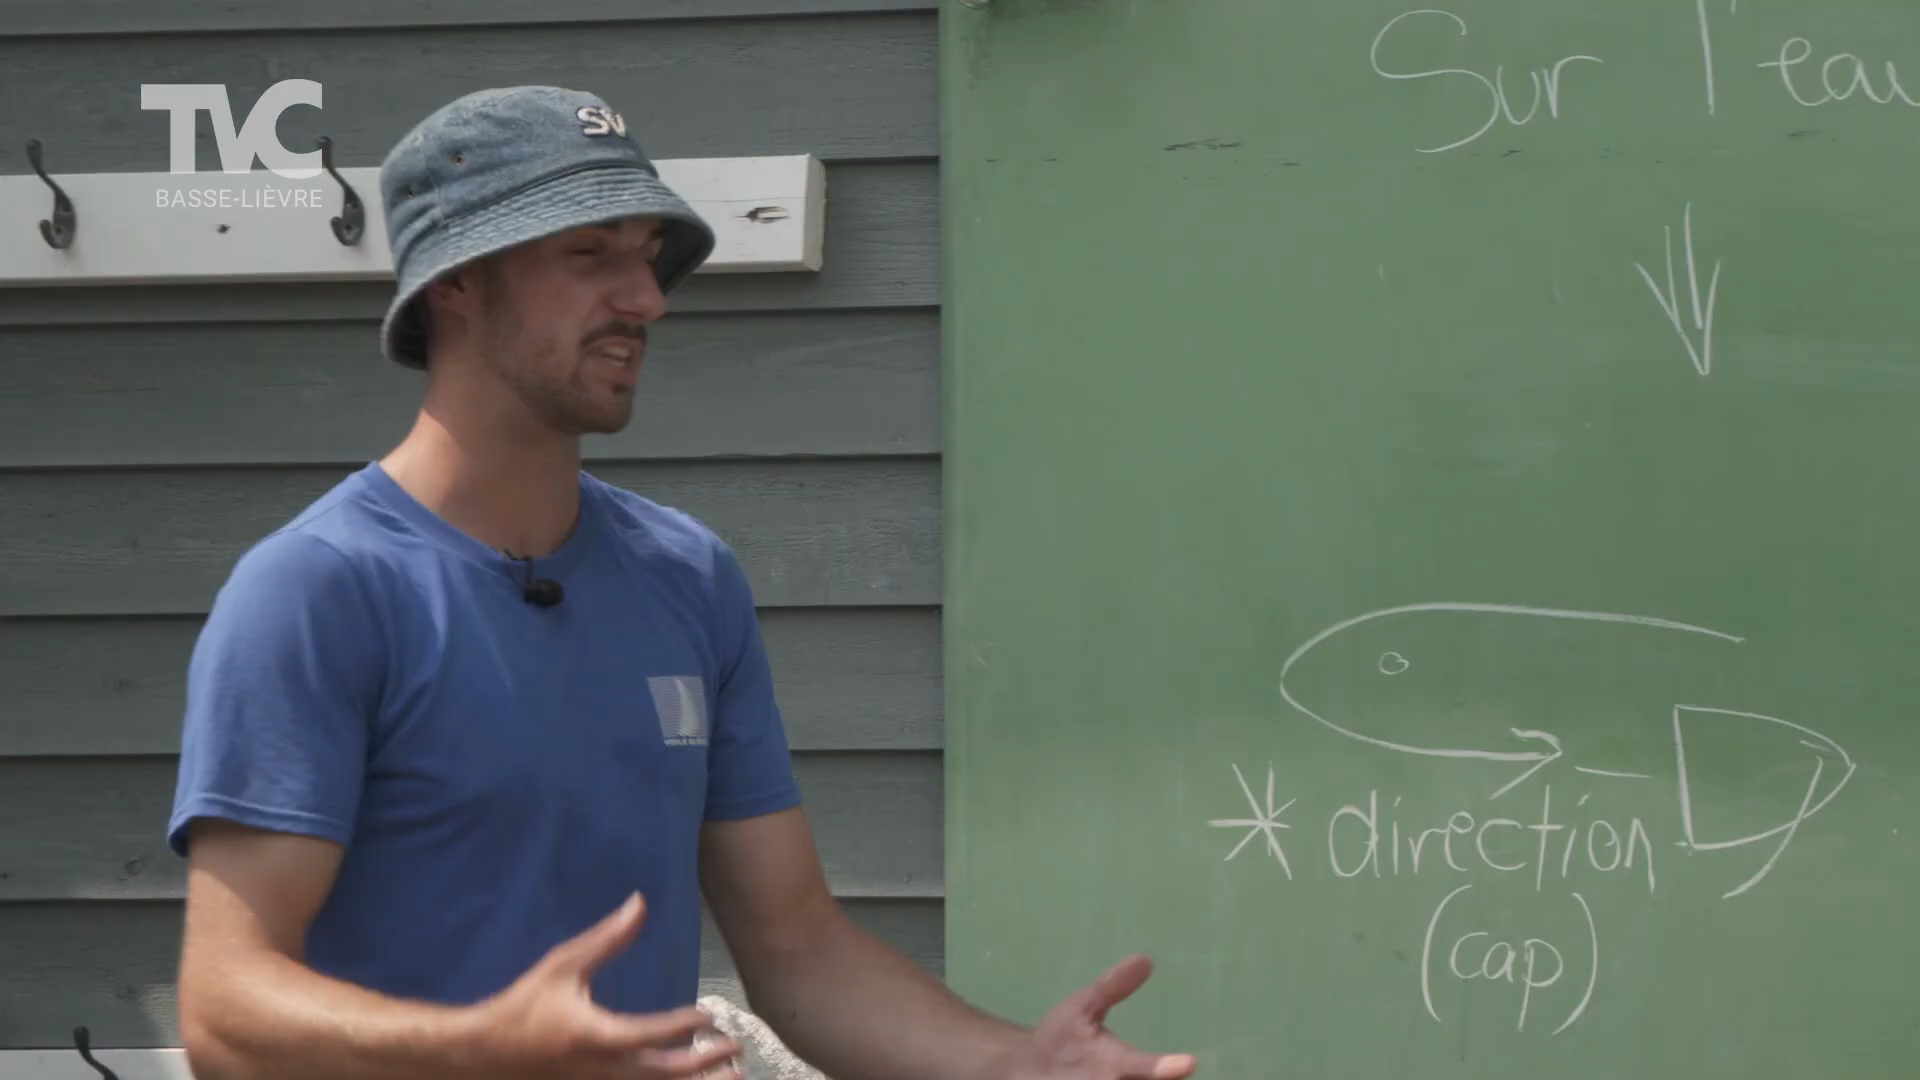 TVC
BASSE-LIÈVRE
SV
Sur l'eau
* direction
(cap)